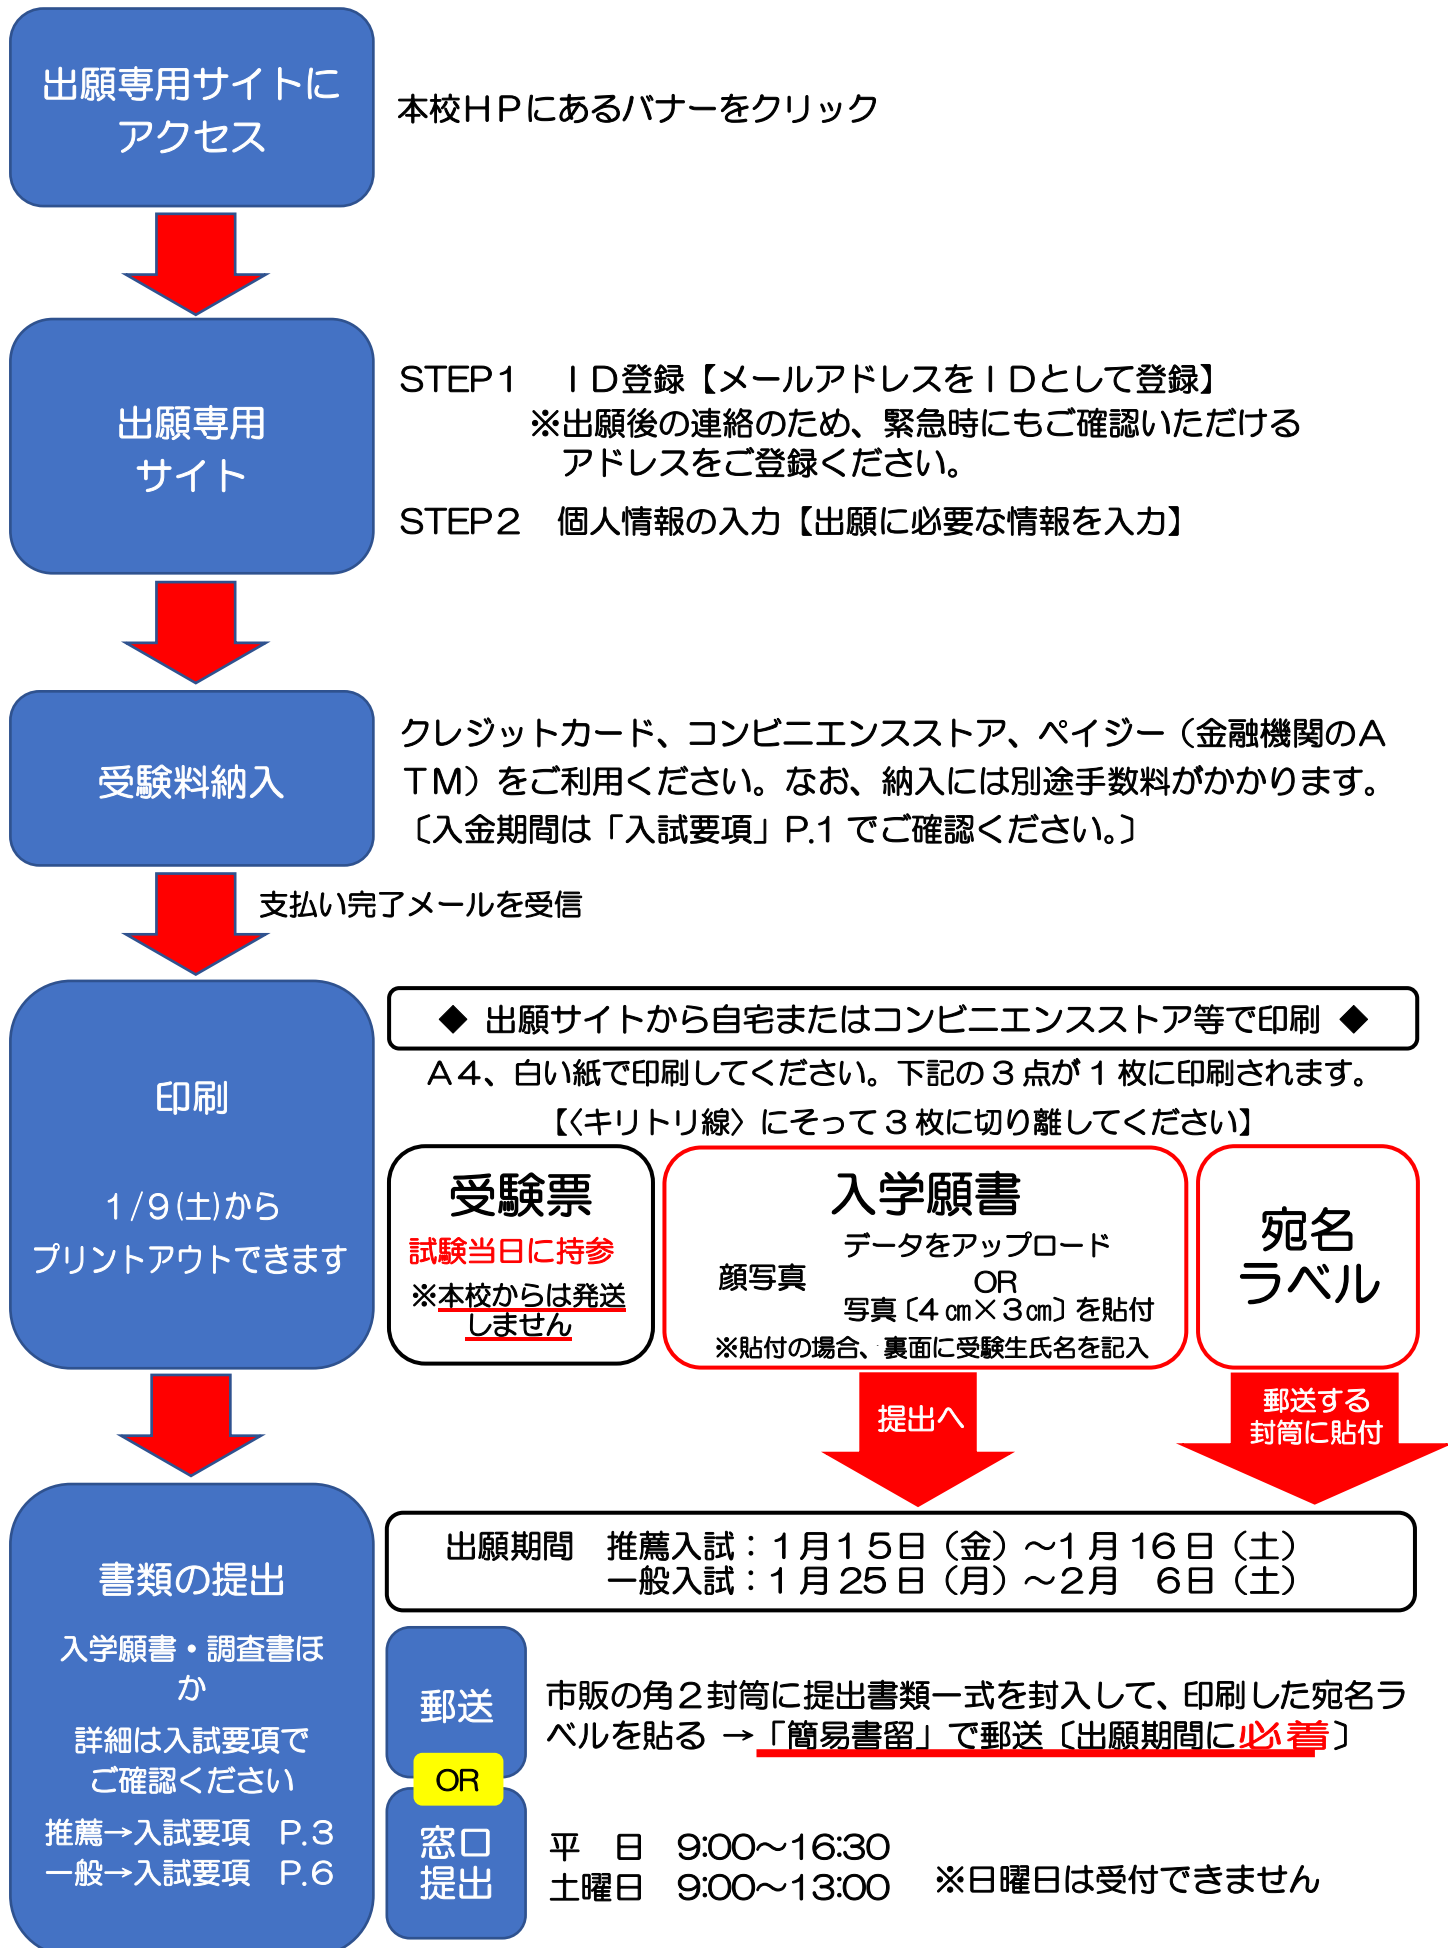 出願専用サイトに
アクセス
本校HPにあるバナーをクリック
出願専用
サイト
STEP1　ID登録【メールアドレスをIDとして登録】
※出願後の連絡のため、緊急時にもご確認いただける
アドレスをご登録ください。
STEP2　個人情報の入力【出願に必要な情報を入力】
受験料納入
クレジットカード、コンビニエンスストア、ペイジー（金融機関のA
TM）をご利用ください。なお、納入には別途手数料がかかります。
〔入金期間は「入試要項」P.1でご確認ください。〕
支払い完了メールを受信
印刷
1/9(土)から
プリントアウトできます
◆ 出願サイトから自宅またはコンビニエンスストア等で印刷 ◆
A4、白い紙で印刷してください。下記の3点が1枚に印刷されます。
【〈キリトリ線〉にそって3枚に切り離してください】
受験票
試験当日に持参
※本校からは発送
しません
入学願書
顔写真
データをアップロード
OR
写真〔4㎝×3㎝〕を貼付
※貼付の場合、裏面に受験生氏名を記入
宛名
ラベル
提出へ
郵送する
封筒に貼付
書類の提出
入学願書・調査書ほ
か
詳細は入試要項で
ご確認ください
推薦→入試要項　P.3
一般→入試要項　P.6
出願期間　推薦入試：1月15日（金）～1月16日（土）
一般入試：1月25日（月）～2月　6日（土）
郵送
市販の角2封筒に提出書類一式を封入して、印刷した宛名ラ
ベルを貼る →「簡易書留」で郵送〔出願期間に必着〕
OR
窓口
提出
平　日　9:00～16:30
土曜日　9:00～13:00
※日曜日は受付できません